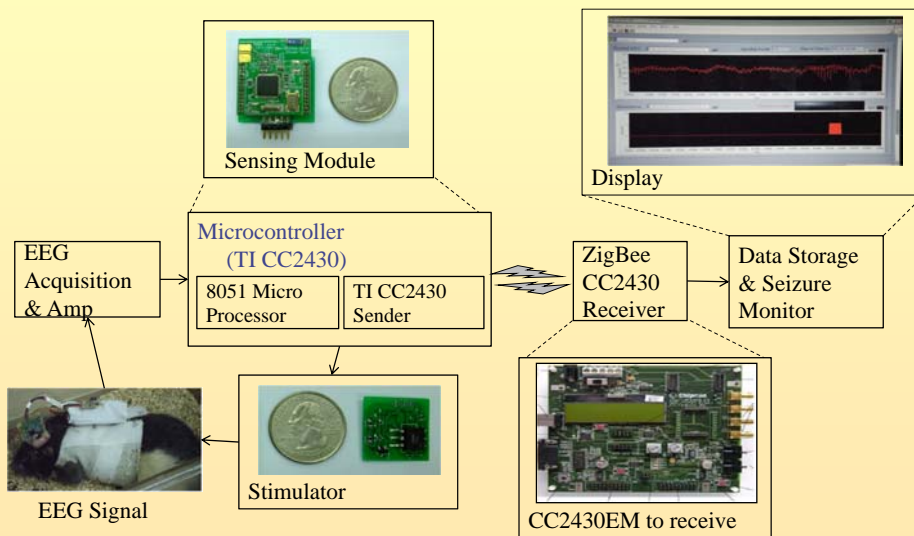 Sensing Module
Display
EEG
Acquisition
& Amp
Microcontroller
(TI CC2430)
8051 Micro
Processor
TI CC2430
Sender
ZigBee
CC2430
Receiver
Data Storage
& Seizure
Monitor
Stimulator
EEG Signal
CC2430EM to receive